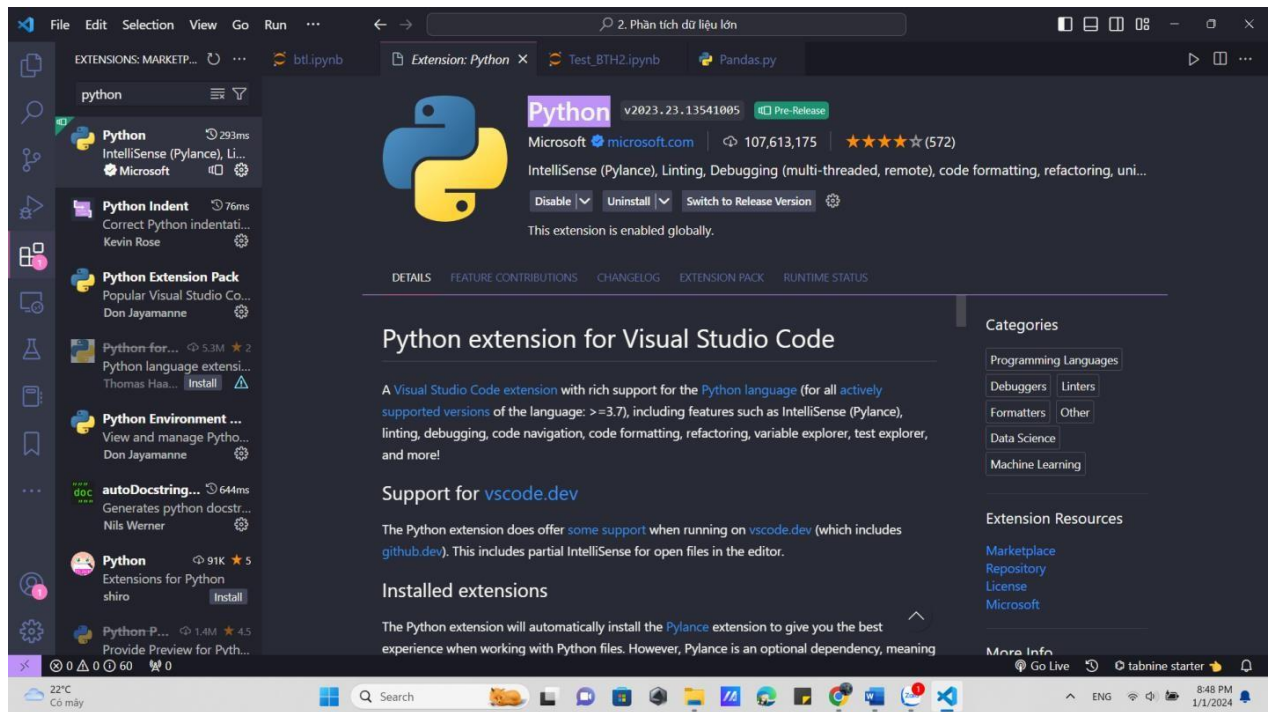 File Edit Selection View Go Run ··· ← → 2. Phần tích dữ liệu lớn
EXTENSIONS: MARKETP... ···
btl.ipynb Extension: Python Test_BTH2.ipynb Pandas.py
python
Python 293ms
IntelliSense (Pylance), Li...
Microsoft
Python Indent 76ms
Correct Python indentati...
Kevin Rose
Python Extension Pack
Popular Visual Studio Co...
Don Jayamanne
Python for... 5.3M ★ 2
Python language extensi...
Thomas Haa... Install
Python Environment ...
View and manage Pytho...
Don Jayamanne
doc autoDocstring... 644ms
Generates python docstr...
Nils Werner
Python 91K ★ 5
Extensions for Python
shiro Install
Python P... 1.4M ★ 4.5
Provide Preview for Pyth...
Python v2023.23.13541005 Pre-Release
Microsoft microsoft.com 107,613,175 ★★★★☆(572)
IntelliSense (Pylance), Linting, Debugging (multi-threaded, remote), code formatting, refactoring, uni...
Disable Uninstall Switch to Release Version
This extension is enabled globally.
DETAILS FEATURE CONTRIBUTIONS CHANGELOG EXTENSION PACK RUNTIME STATUS
Python extension for Visual Studio Code
A Visual Studio Code extension with rich support for the Python language (for all actively
supported versions of the language: >=3.7), including features such as IntelliSense (Pylance),
linting, debugging, code navigation, code formatting, refactoring, variable explorer, test explorer,
and more!
Support for vscode.dev
The Python extension does offer some support when running on vscode.dev (which includes
github.dev). This includes partial IntelliSense for open files in the editor.
Installed extensions
The Python extension will automatically install the Pylance extension to give you the best
experience when working with Python files. However, Pylance is an optional dependency, meaning
Categories
Programming Languages
Debuggers Linters
Formatters Other
Data Science
Machine Learning
Extension Resources
Marketplace
Repository
License
Microsoft
More Info
0 0 60 0 Go Live tabnine starter
22°C
Có mây
Search
ENG
8:48 PM
1/1/2024